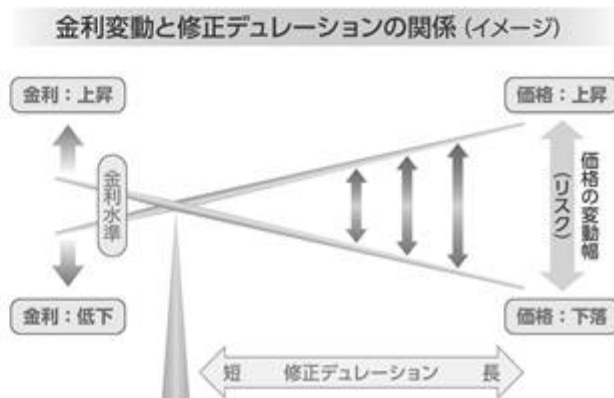 金利変動と修正デュレーションの関係（イメージ）
金利：上昇
価格：上昇
金利水準
価格の変動幅
（リスク）
金利：低下
価格：下落
短 修正デュレーション 長